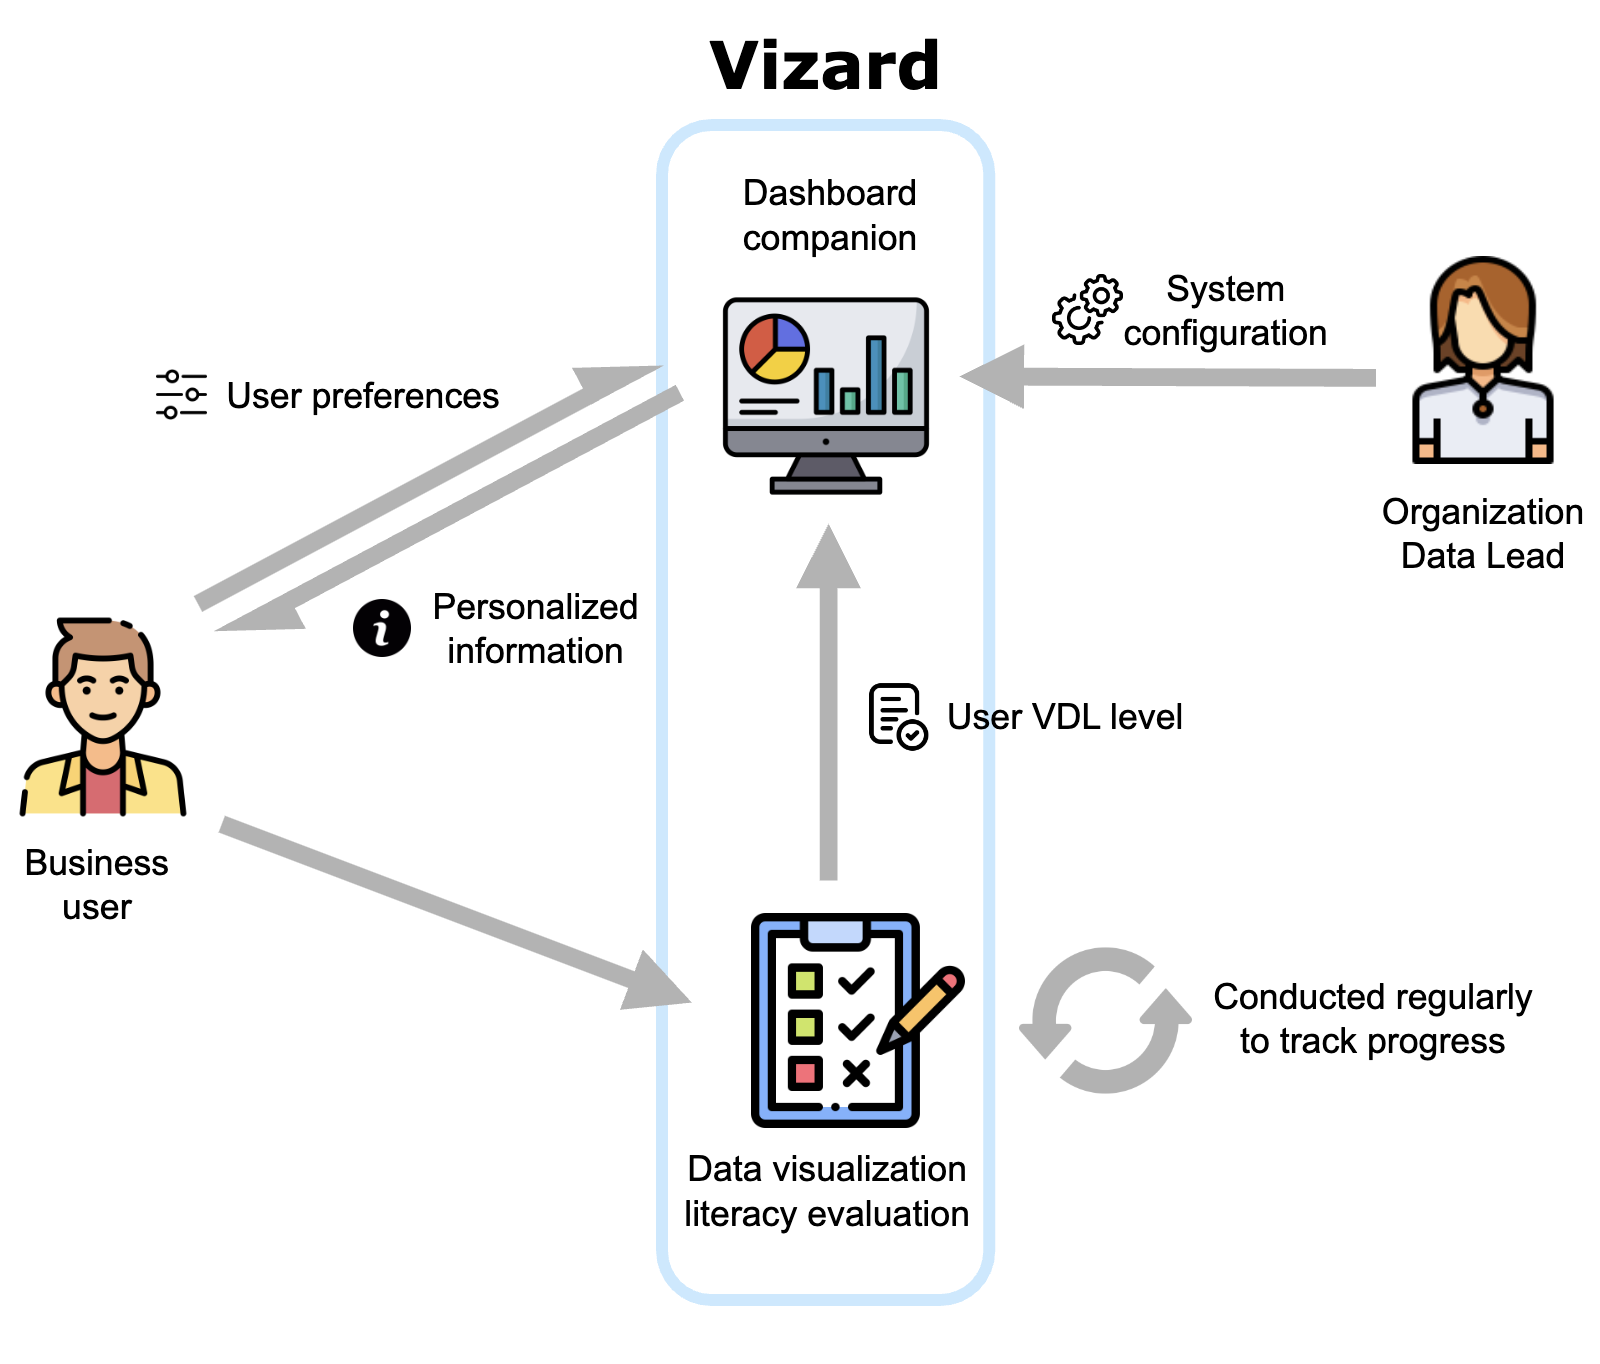 Vizard
Dashboard
companion
System
configuration
User preferences
Organization
Data Lead
Personalized
information
User VDL level
Business
user
Conducted regularly
to track progress
Data visualization
literacy evaluation